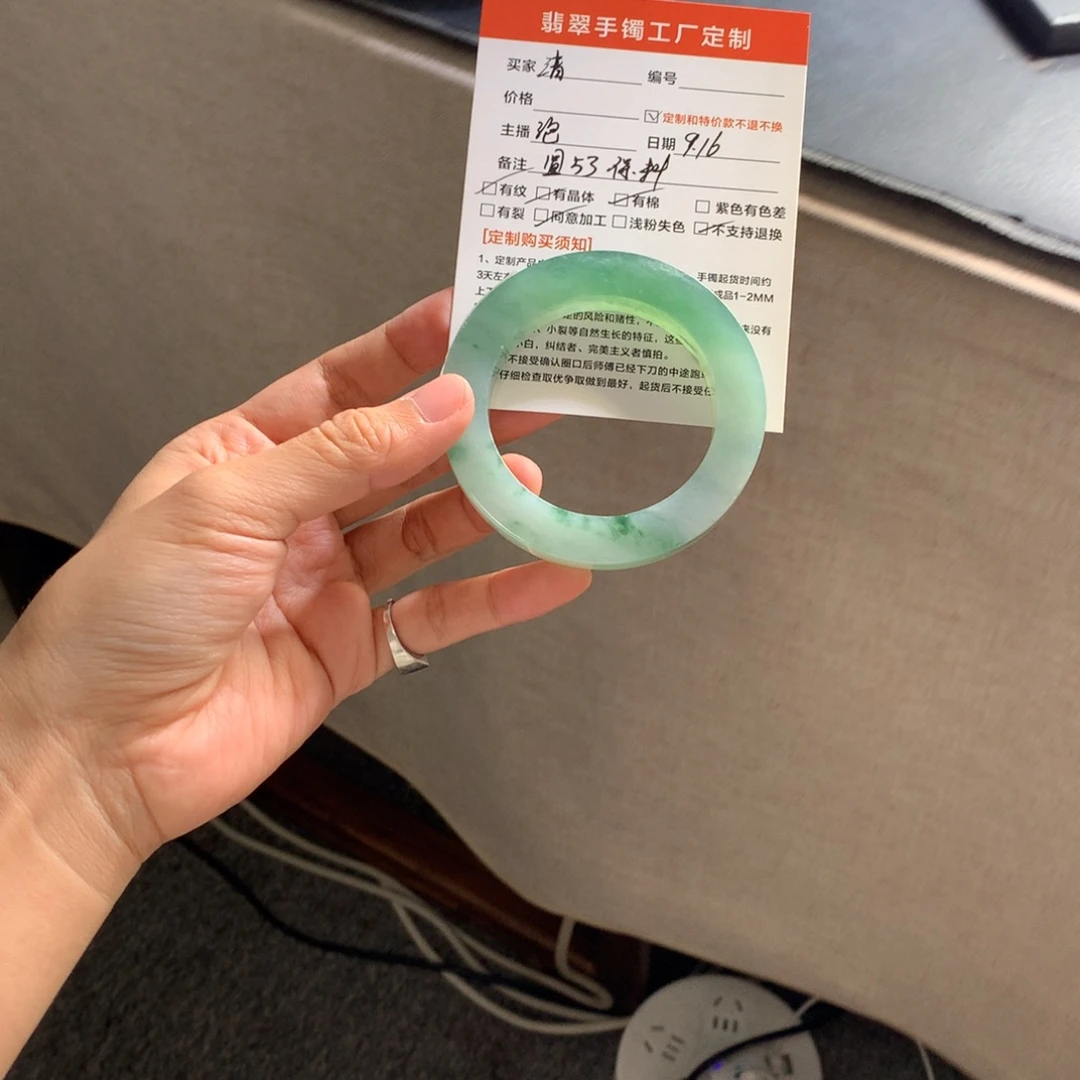 翡翠手镯工厂定制
买家 清 编号
价格 定制和特价款不退不换
主播 日期 9.16
备注 圆53 保.料
有纹 有晶体 有棉 紫色有色差
有裂 同意加工 浅粉失色 不支持退换
[定制购买须知]
1、定制产品 手镯起货时间约
3天左 成品1-2MM
的风险和赌性, 没有
、小裂等自然生长的特征,
小白,纠结者、完美主义者慎拍。
不接受确认圈口后师傅已经下刀的中途跑
仔细检查取优争取做到最好,起货后不接受